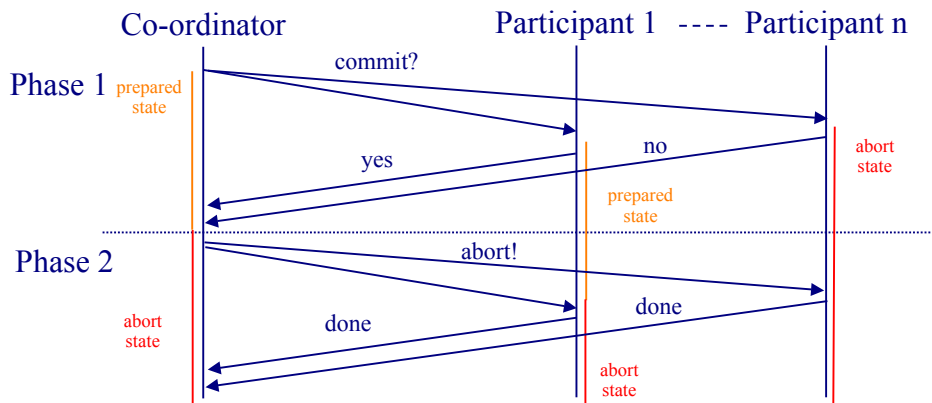 Co-ordinator Participant 1 ---- Participant n
commit?
Phase 1
prepared
state
yes
no
abort
state
prepared
state
Phase 2
abort!
done
done
abort
state
abort
state